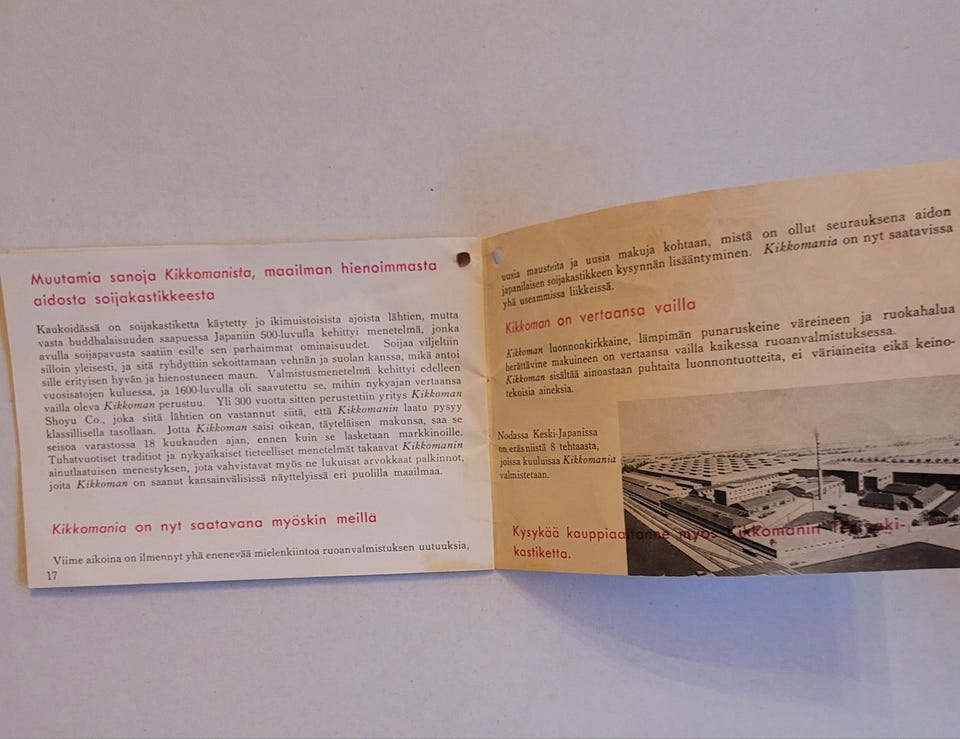 Muutamia sanoja Kikkomanista, maailman hienoimmasta
aidosta soijakastikkeesta
Kaukoidässä on soijakastiketta käytetty jo ikimuistoisista ajoista lähtien, mutta
vasta buddhalaisuuden saapuessa Japaniin 500-luvulla kehittyi menetelmä, jonka
avulla soijapavusta saatiin esille sen parhaimmat ominaisuudet. Soijaa viljeltiin
silloin yleisesti, ja sitä ryhdyttiin sekoittamaan vehnän ja suolan kanssa, mikä antoi
sille erityisen hyvän ja hienostuneen maun. Valmistusmenetelmä kehittyi edelleen
vuosisatojen kuluessa, ja 1600-luvulla oli saavutettu se, mihin nykyajan vertaansa
vailla oleva Kikkoman perustuu. Yli 300 vuotta sitten perustettiin yritys Kikkoman
Shoyu Co., joka siitä lähtien on vastannut siitä, että Kikkomanin laatu pysyy
klassillisella tasollaan. Jotta Kikkoman saisi oikean, täyteläisen makunsa, saa se
seisoa varastossa 18 kuukauden ajan, ennen kuin se lasketaan markkinoille.
Tuhatvuotiset traditiot ja nykyaikaiset tieteelliset menetelmät takaavat Kikkomanin
ainutlaatuisen menestyksen, jota vahvistavat myös ne lukuisat arvokkaat palkinnot,
joita Kikkoman on saanut kansainvälisissä näyttelyissä eri puolilla maailmaa.
Kikkomania on nyt saatavana myöskin meillä
Viime aikoina on ilmennyt yhä enenevää mielenkiintoa ruoanvalmistuksen uutuuksia,
17
uusia mausteita ja uusia makuja kohtaan, mistä on ollut seurauksena aidon
japanilaisen soijakastikkeen kysynnän lisääntyminen. Kikkomania on nyt saatavissa
yhä useammissa liikkeissä.
Kikkoman on vertaansa vailla
Kikkoman luonnonkirkkaine, lämpimän punaruskeine väreineen ja ruokahalua
herättävine makuineen on vertaansa vailla kaikessa ruoanvalmistuksessa.
Kikkoman sisältää ainoastaan puhtaita luonnontuotteita, ei väriaineita eikä keino-
tekoisia aineksia.
Nodassa Keski-Japanissa
on eräs niistä 8 tehtaasta,
joissa kuuluisaa Kikkomania
valmistetaan.
Kysykää kauppiaaltanne myös Kikkomanin Teriyaki-
kastiketta.